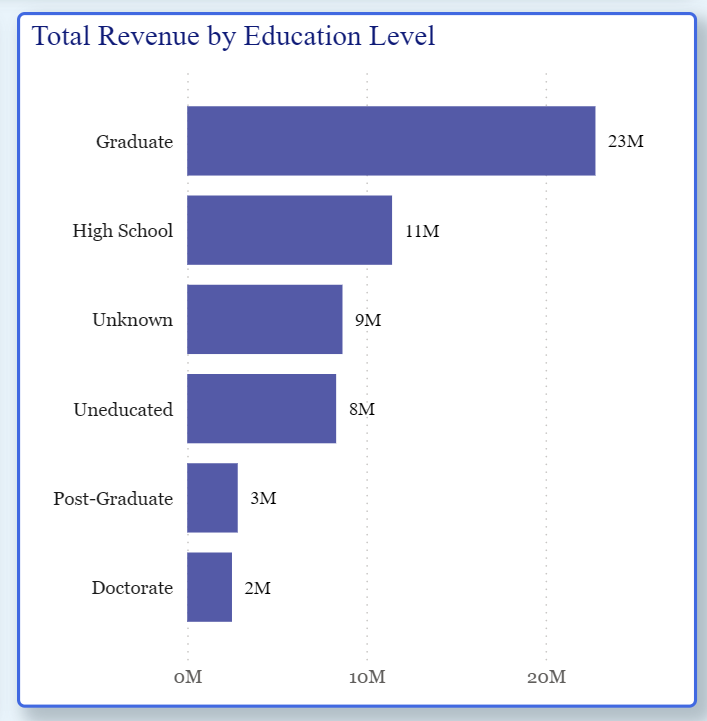 Total Revenue by Education Level
Graduate 23M
High School 11M
Unknown 9M
Uneducated 8M
Post-Graduate 3M
Doctorate 2M
0M 10M 20M